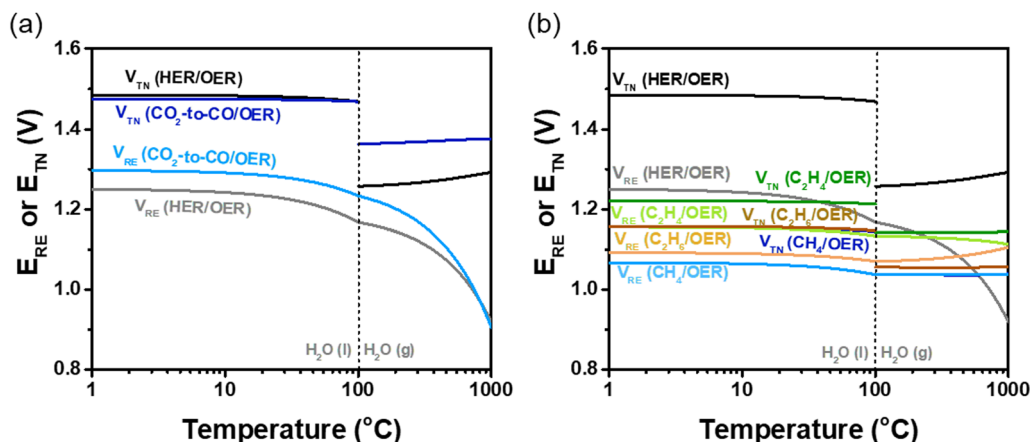 (a)
E_RE or E_TN (V)
1.6
1.4
1.2
1.0
0.8
V_TN (HER/OER)
V_TN (CO₂-to-CO/OER)
V_RE (CO₂-to-CO/OER)
V_RE (HER/OER)
H₂O (l) H₂O (g)
1 10 100 1000
Temperature (°C)
(b)
E_RE or E_TN (V)
1.6
1.4
1.2
1.0
0.8
V_TN (HER/OER)
V_RE (HER/OER)
V_TN (C₂H₄/OER)
V_RE (C₂H₄/OER)
V_TN (C₂H₆/OER)
V_RE (C₂H₆/OER)
V_TN (CH₄/OER)
V_RE (CH₄/OER)
H₂O (l) H₂O (g)
1 10 100 1000
Temperature (°C)